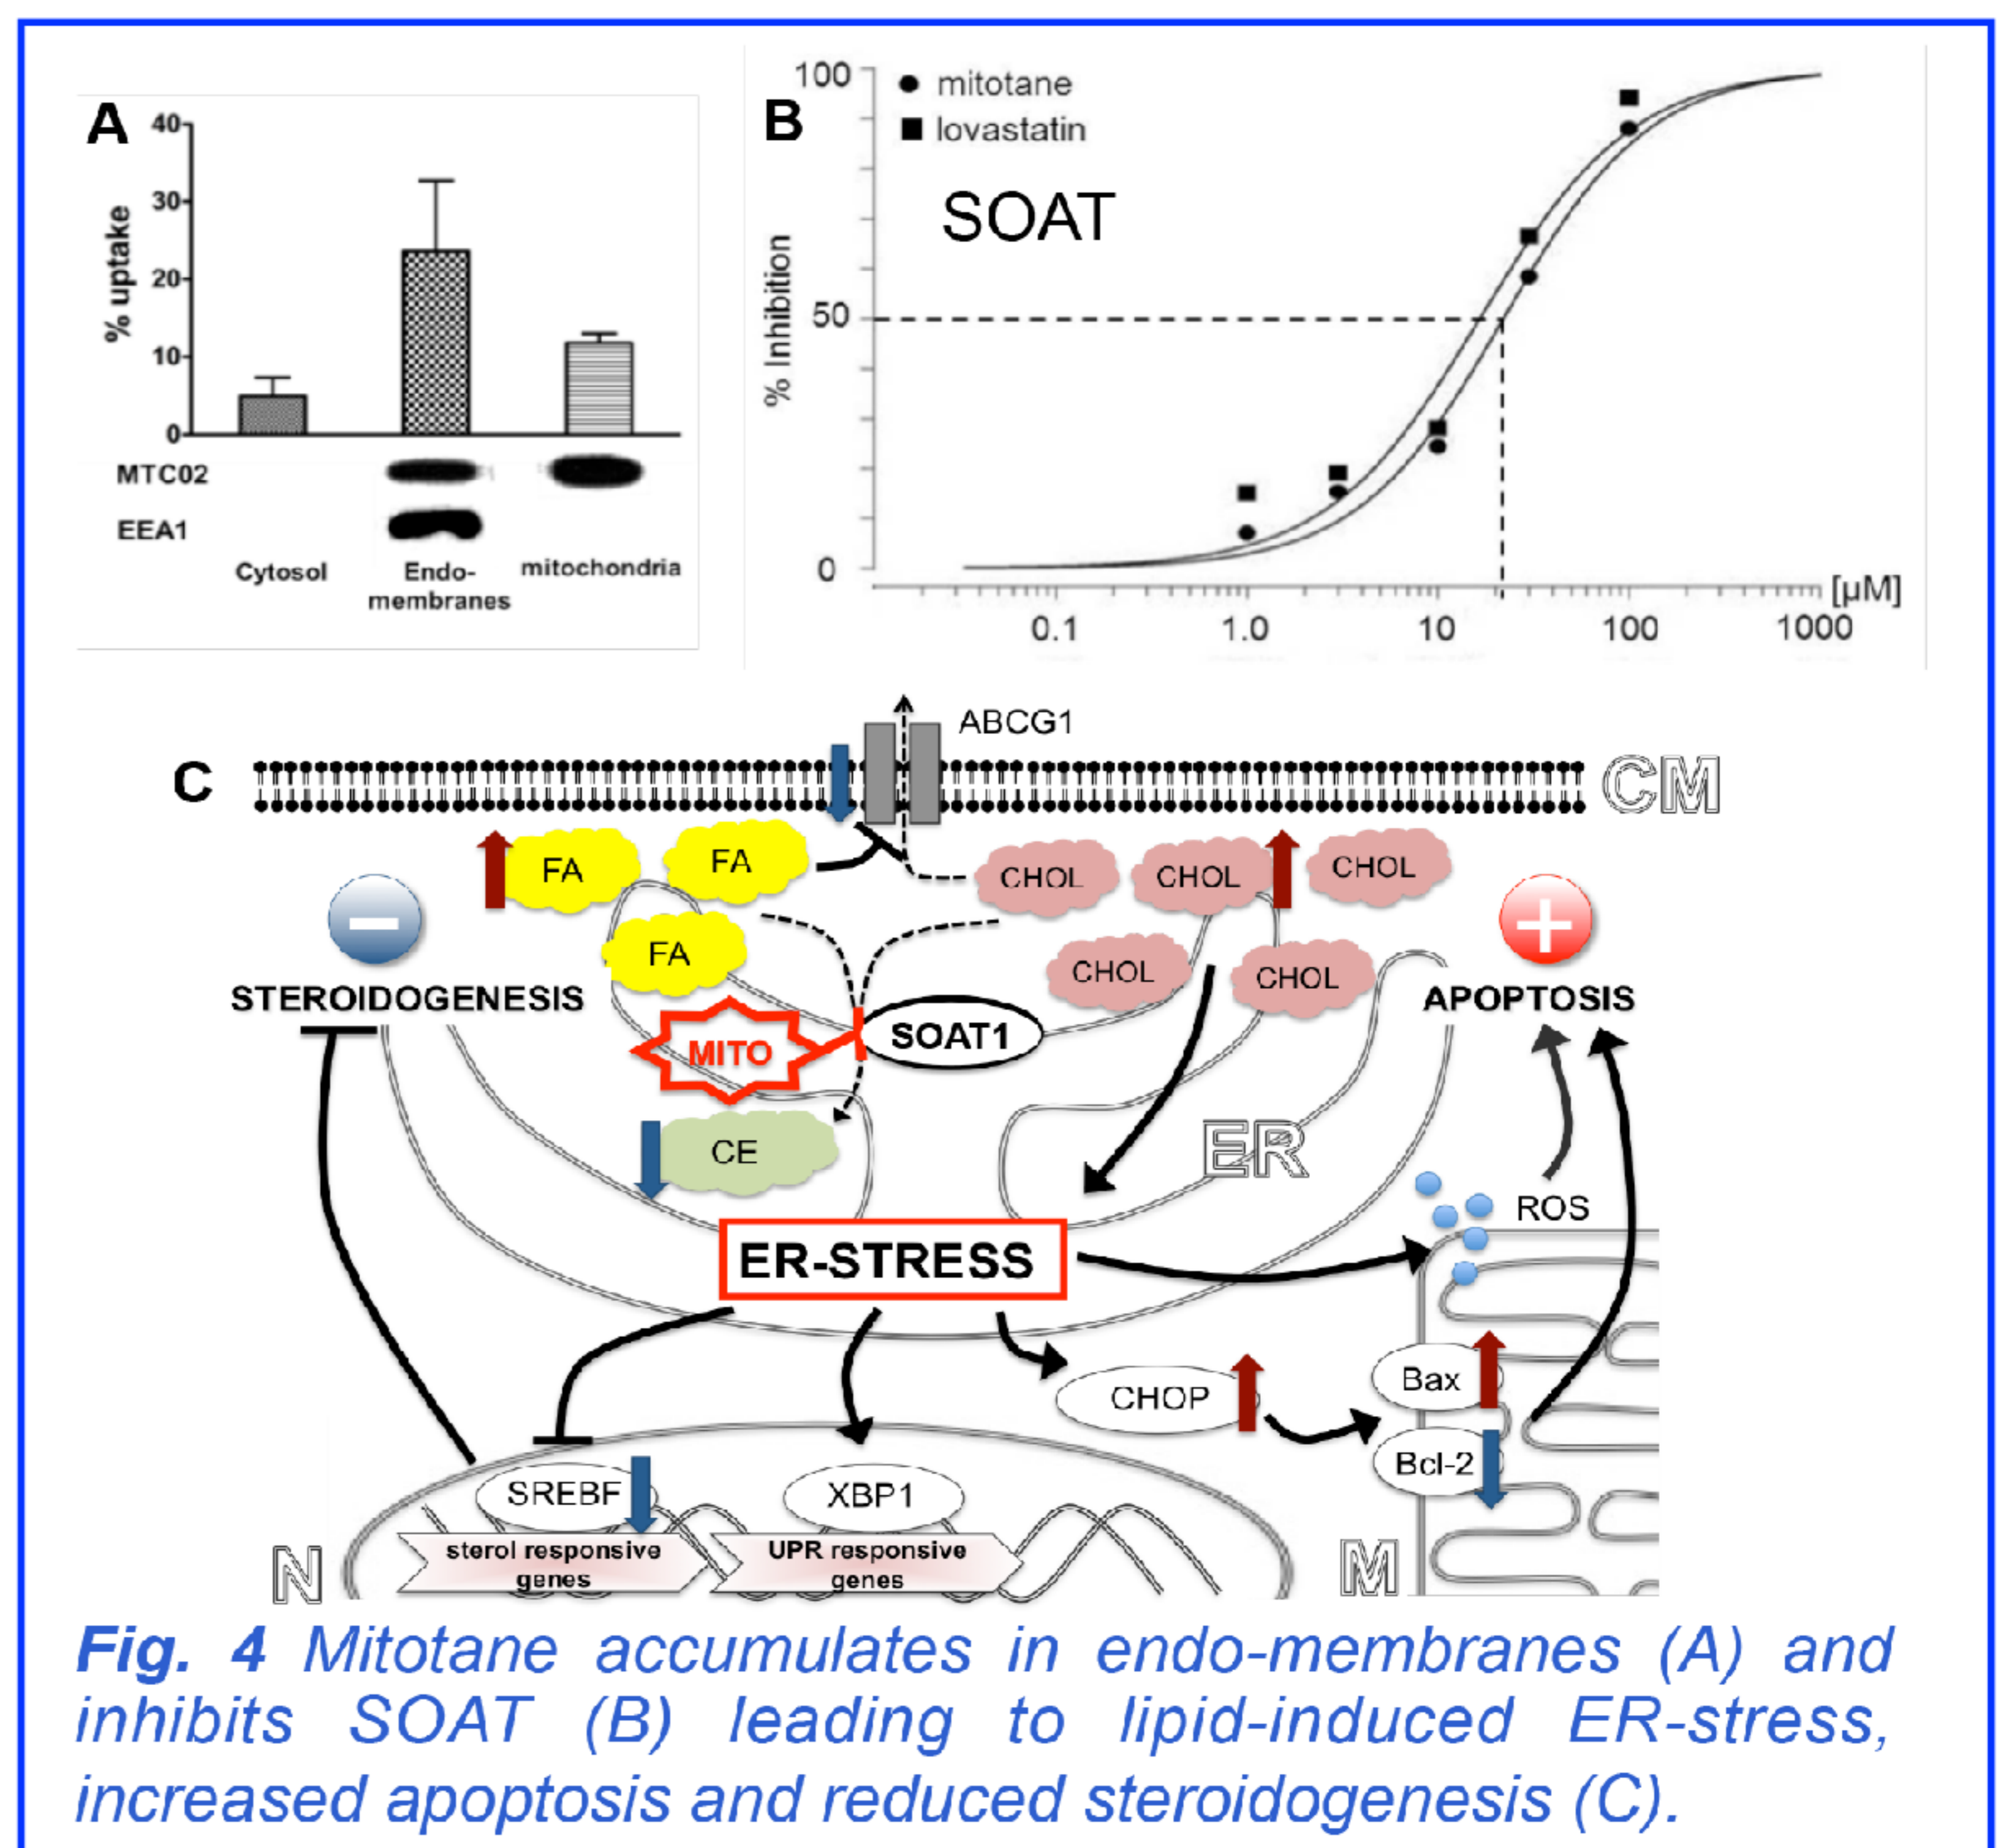 A
40
30
20
10
0
% uptake
MTC02
EEA1
Cytosol
Endo-
membranes
mitochondria
B
100
50
0
% Inhibition
mitotane
lovastatin
SOAT
[µM]
0.1 1.0 10 100 1000
C
ABCG1
CM
FA
FA
FA
CHOL
CHOL
CHOL
CHOL
CHOL
STEROIDOGENESIS
APOPTOSIS
MITO
SOAT1
CE
ER
ROS
ER-STRESS
CHOP
Bax
Bcl-2
SREBF
XBP1
sterol responsive
genes
UPR responsive
genes
N
M
Fig. 4 Mitotane accumulates in endo-membranes (A) and
inhibits SOAT (B) leading to lipid-induced ER-stress,
increased apoptosis and reduced steroidogenesis (C).